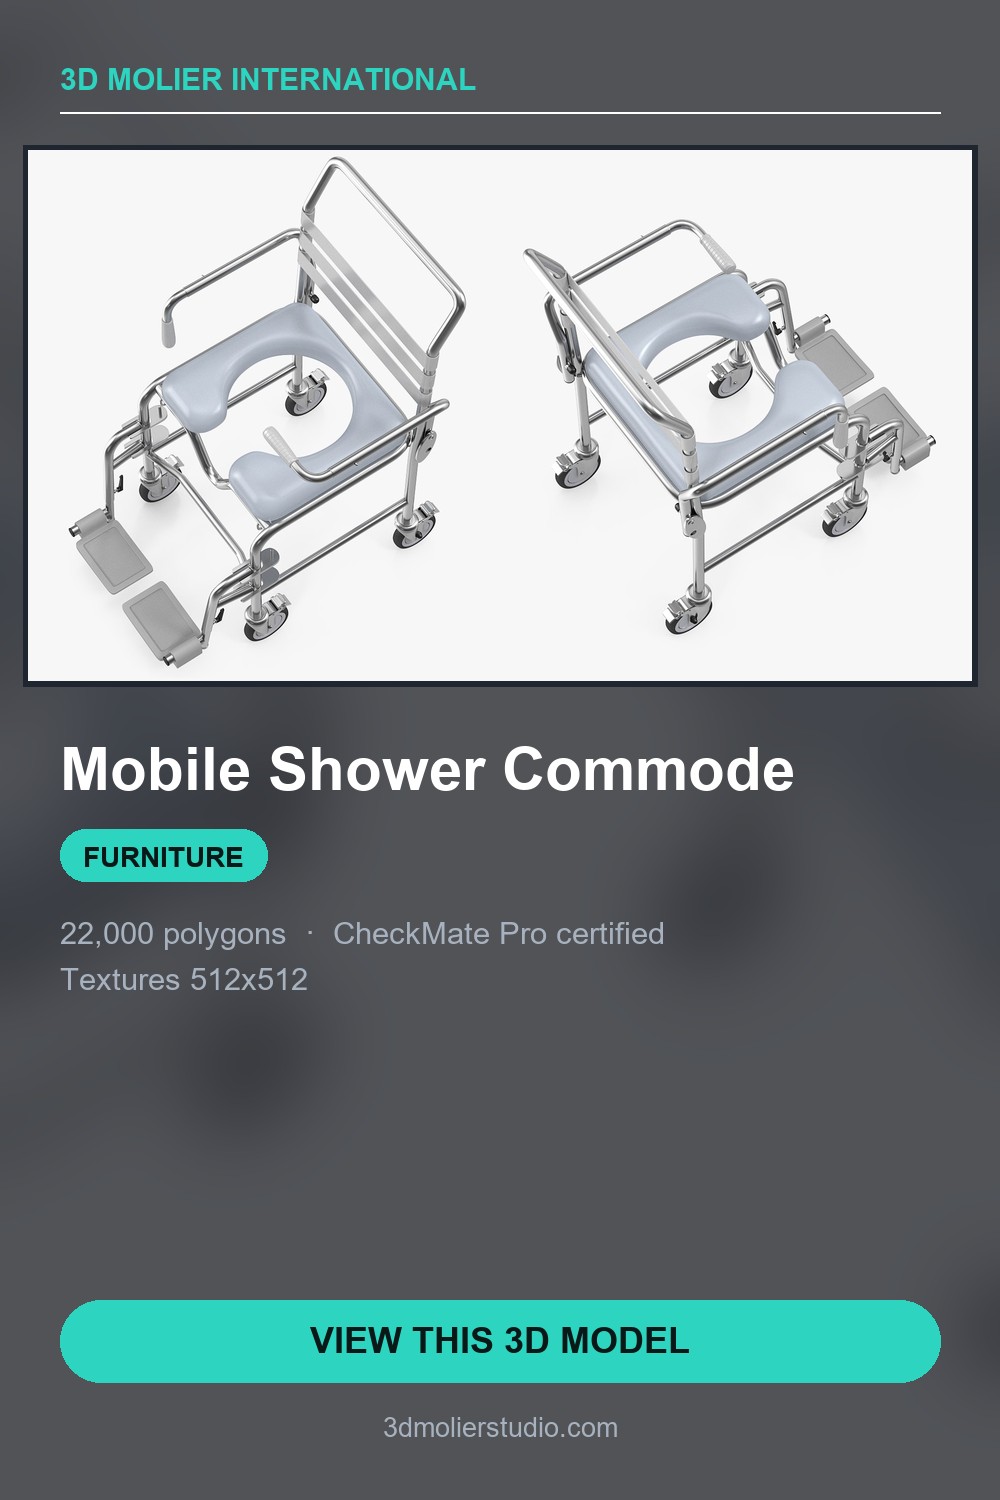 3D MOLIER INTERNATIONAL
Mobile Shower Commode
FURNITURE
22,000 polygons · CheckMate Pro certified
Textures 512x512
VIEW THIS 3D MODEL
3dmolierstudio.com